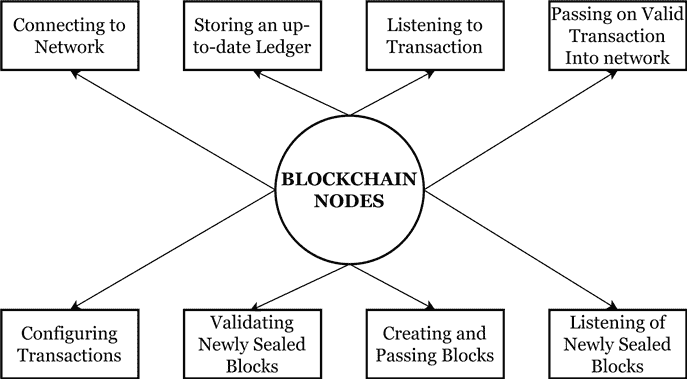 Connecting to
Network
Storing an up-
to-date Ledger
Listening to
Transaction
Passing on Valid
Transaction
Into network
BLOCKCHAIN
NODES
Configuring
Transactions
Validating
Newly Sealed
Blocks
Creating and
Passing Blocks
Listening of
Newly Sealed
Blocks